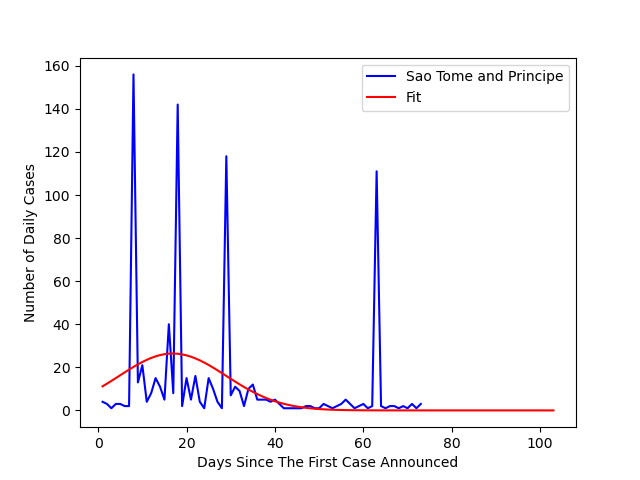 Sao Tome and Principe
Fit
160
140
120
100
80
60
40
20
0
Number of Daily Cases
0 20 40 60 80 100
Days Since The First Case Announced